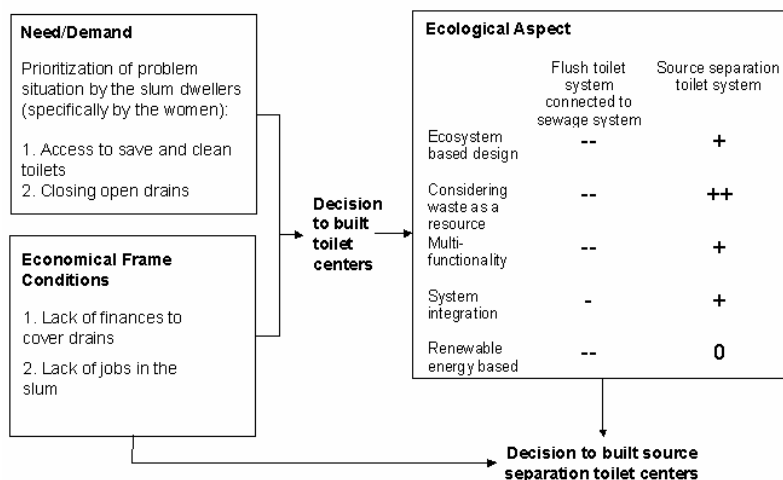 Need/Demand
Prioritization of problem
situation by the slum dwellers
(specifically by the women):
1. Access to save and clean
toilets
2. Closing open drains
Economical Frame
Conditions
1. Lack of finances to
cover drains
2. Lack of jobs in the
slum
Decision
to built
toilet
centers
Ecological Aspect
Flush toilet
system
connected to
sewage system
Source separation
toilet system
Ecosystem
based design
--
+
Considering
waste as a
resource
--
++
Multi-
functionality
--
+
System
integration
-
+
Renewable
energy based
--
0
Decision to built source
separation toilet centers